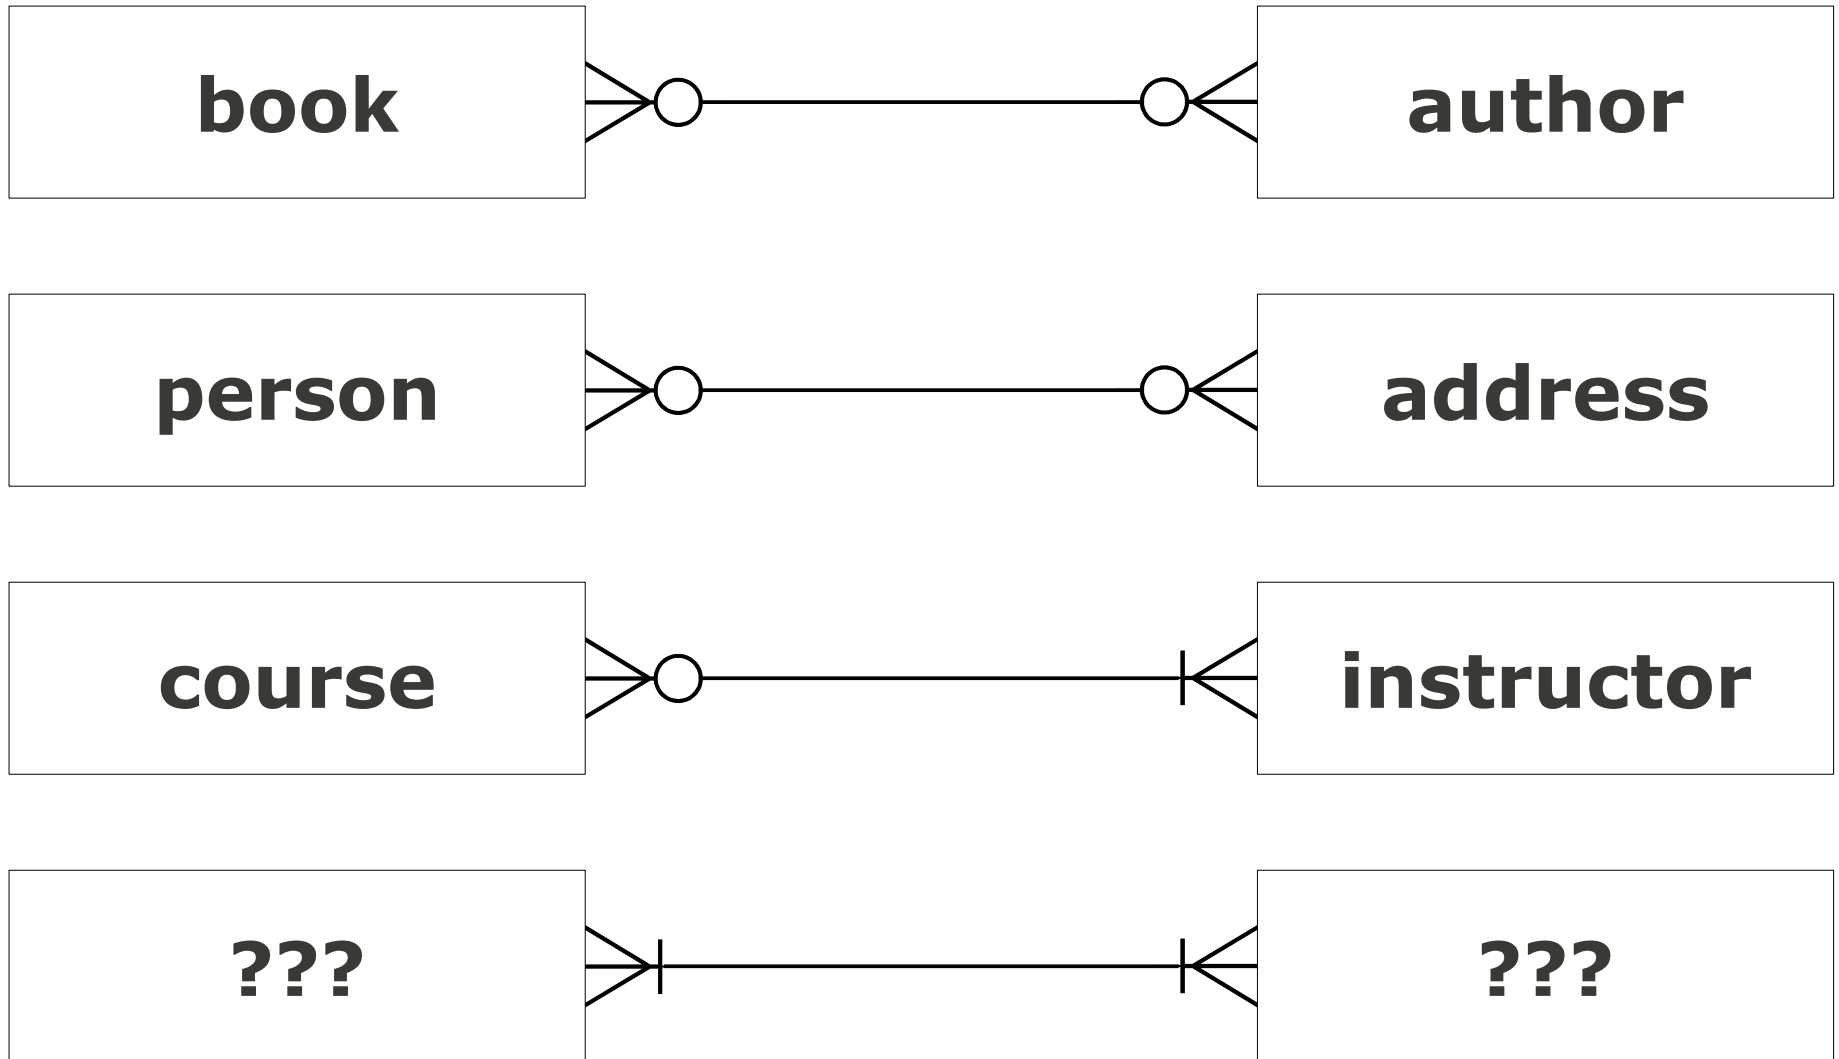 book
author
person
address
course
instructor
???
???